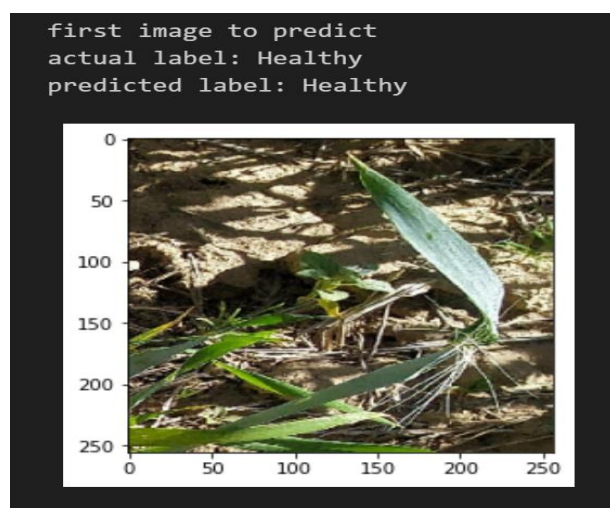 first image to predict
actual label: Healthy
predicted label: Healthy
0
50
100
150
200
250
0 50 100 150 200 250